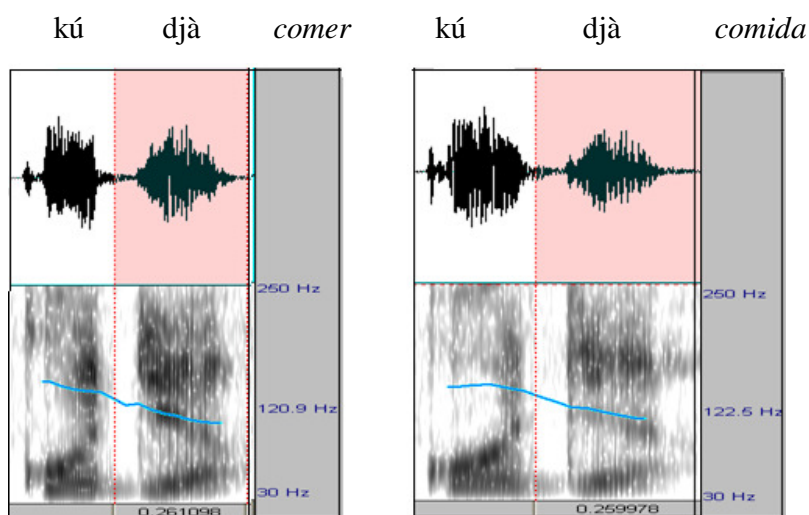 kú djà comer kú djà comida
250 Hz 250 Hz
120.9 Hz 122.5 Hz
30 Hz 30 Hz
0.261098 0.259978